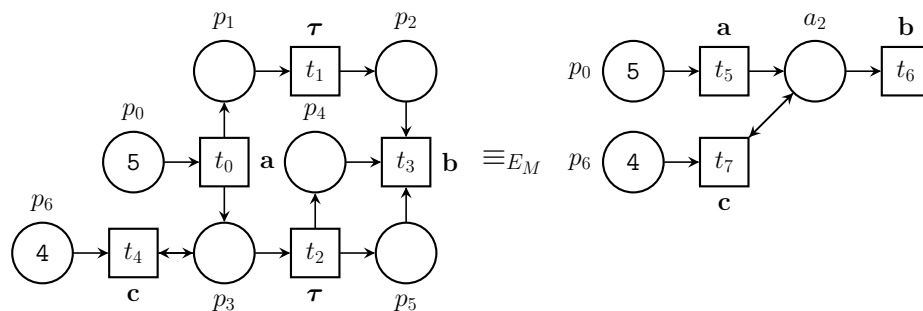 p₁ τ p₂ a₂ b
t₁ a
p₀ 5 t₅ t₆
p₀ p₄
5 t₀ a t₃ b ≡_{E_M}
p₆ p₆ 4 t₇
4 t₄ t₂ c
c p₃ τ p₅